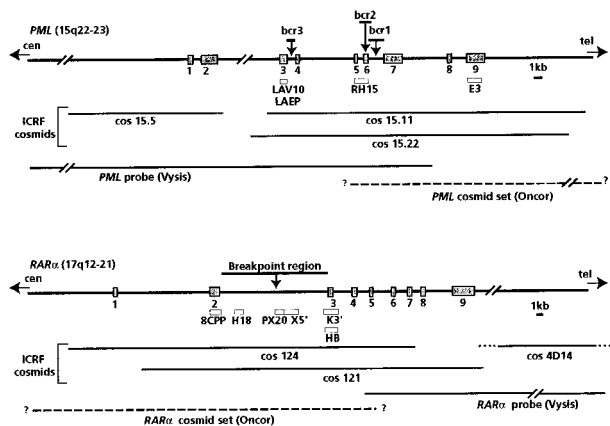 PML (15q22-23)
cen
bcr3
bcr2
bcr1
tel
1 2 3 4 5 6 7 8 9
1kb
LAV10
LAEP
RH15
E3
ICRF
cosmids
cos 15.5
cos 15.11
cos 15.22
PML probe (Vysis)
? ?
PML cosmid set (Oncor)
RARα (17q12-21)
cen
Breakpoint region
tel
1 2 3 4 5 6 7 8 9
1kb
8CPP H18 PX20 X5' K3'
HB
ICRF
cosmids
cos 124
cos 4D14
cos 121
? ?
RARα cosmid set (Oncor)
RARα probe (Vysis)